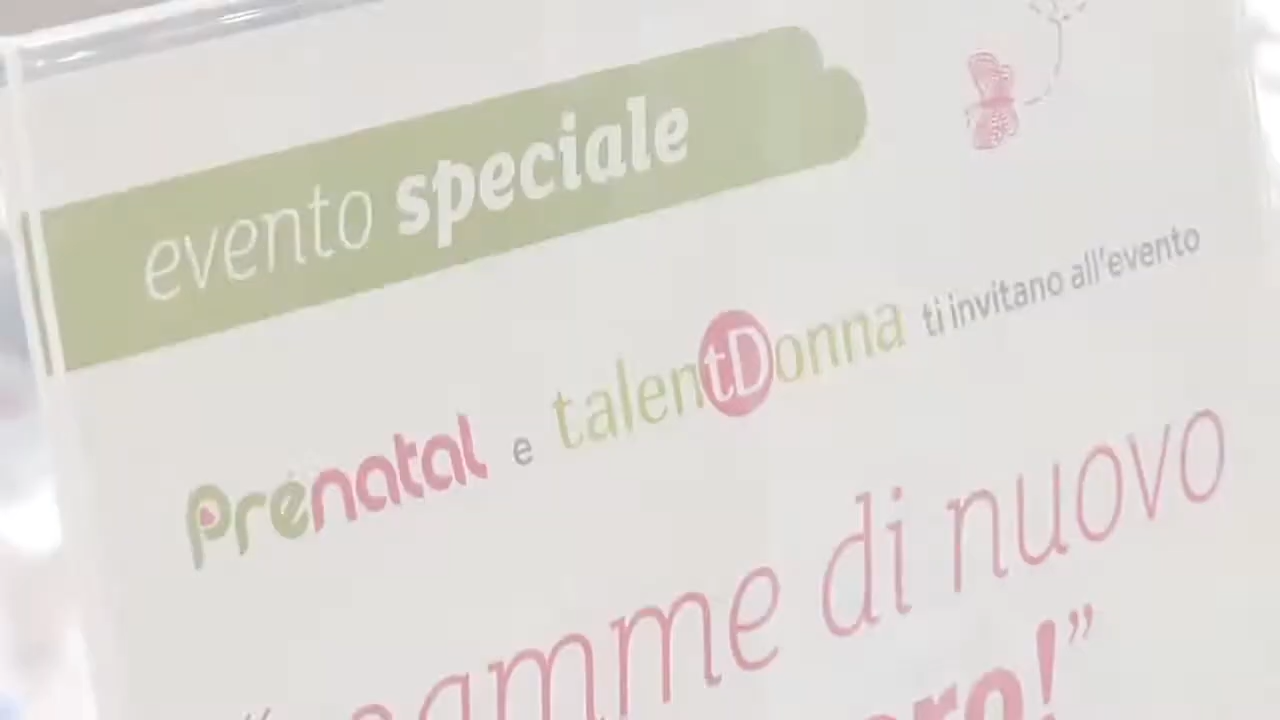 evento speciale
Prenatal e talentDonna ti invitano all'evento
di nuovo